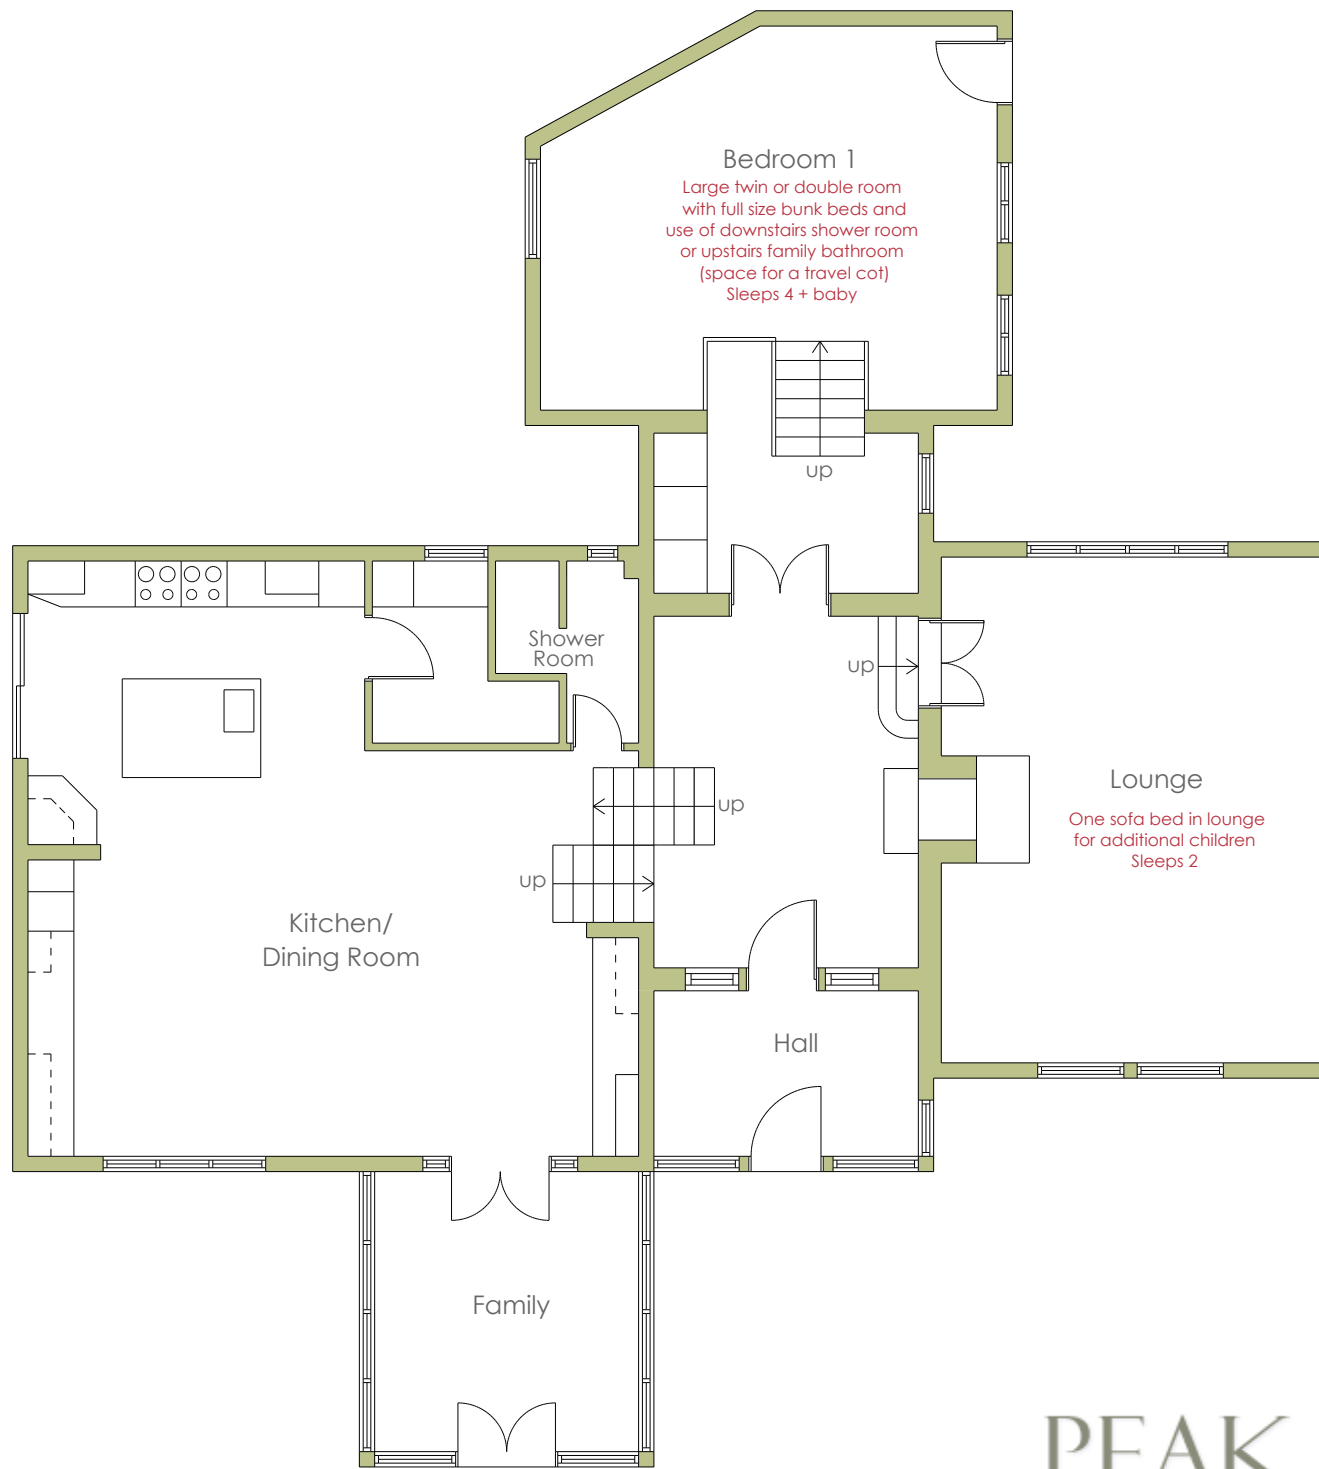 Bedroom 1
Large twin or double room
with full size bunk beds and
use of downstairs shower room
or upstairs family bathroom
(space for a travel cot)
Sleeps 4 + baby
up
Shower
Room
up
up
up
Lounge
One sofa bed in lounge
for additional children
Sleeps 2
Kitchen/
Dining Room
Hall
Family
PEAK